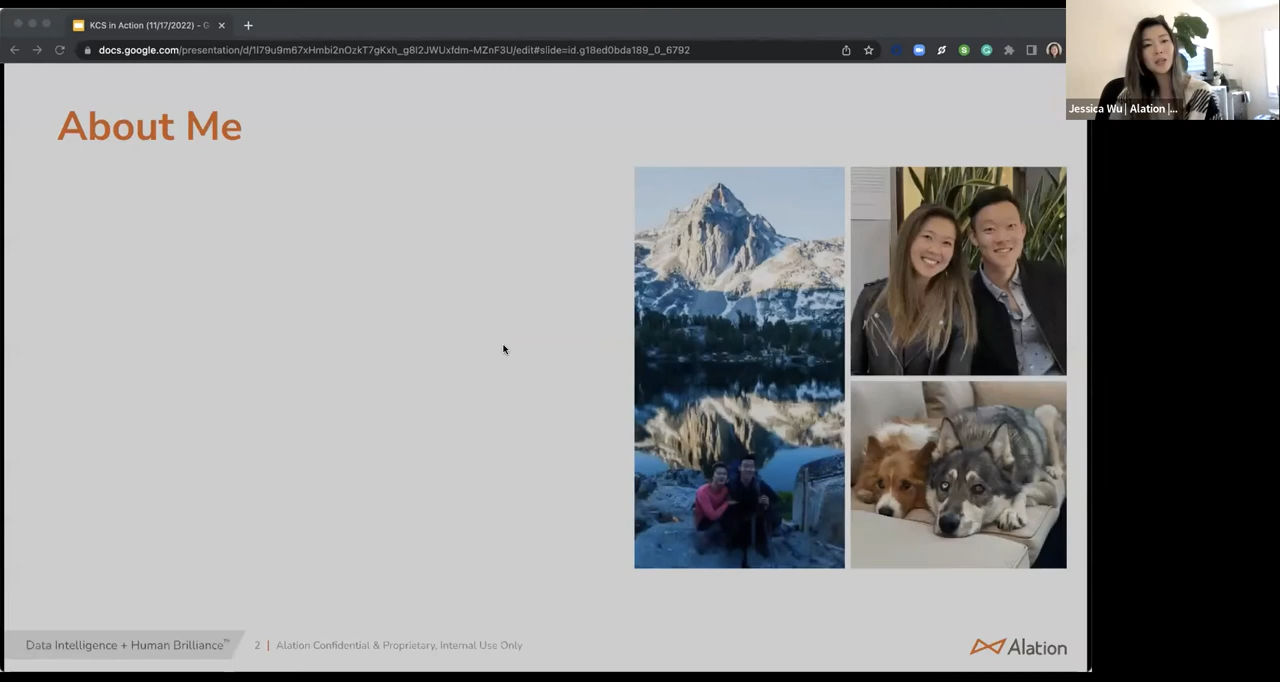 KCS in Action (11/17/2022) - G
docs.google.com/presentation/d/1l79u9m67xHmbi2nOzkT7gKxh_g8l2JWUxfdm-MZnF3U/edit#slide=id.g18ed0bda189_0_6792
Jessica Wu | Alation |...
About Me
Data Intelligence + Human Brilliance™
2 | Alation Confidential & Proprietary, Internal Use Only
Alation